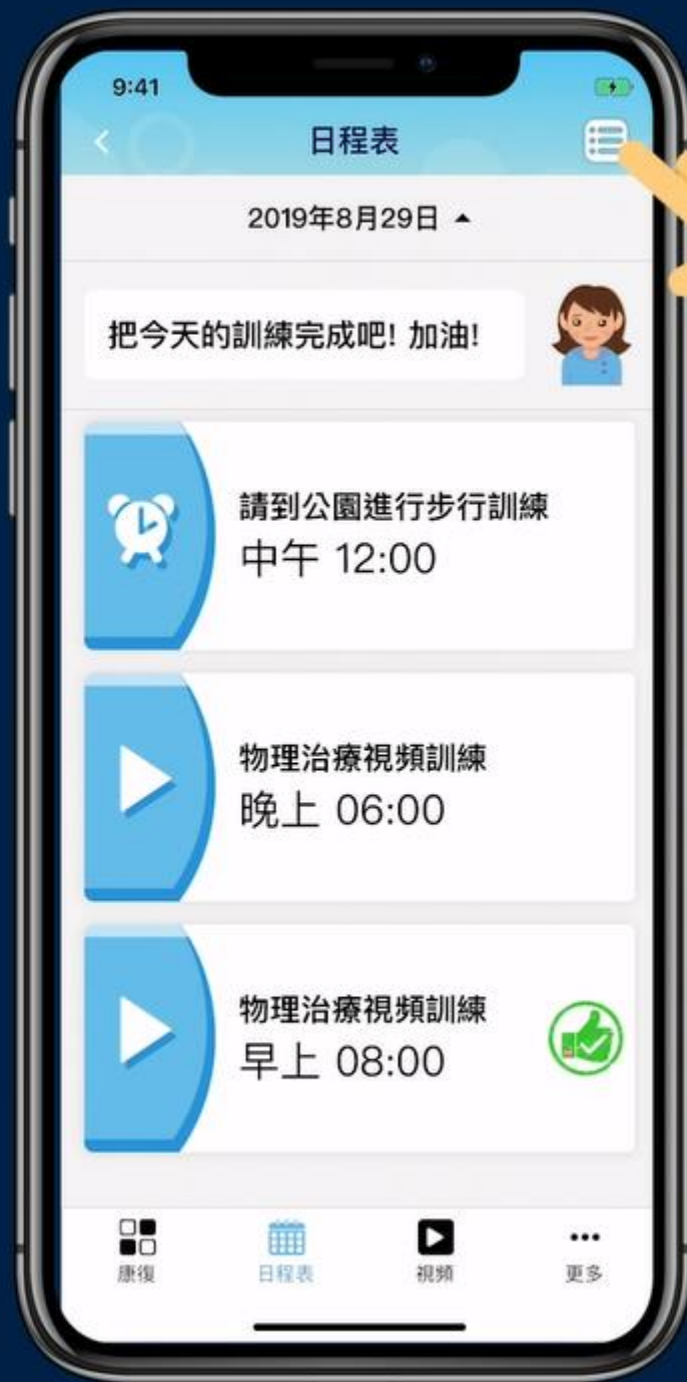 9:41
日程表
2019年8月29日
把今天的訓練完成吧! 加油!
請到公園進行步行訓練
中午 12:00
物理治療視頻訓練
晚上 06:00
物理治療視頻訓練
早上 08:00
康復
日程表
視頻
更多